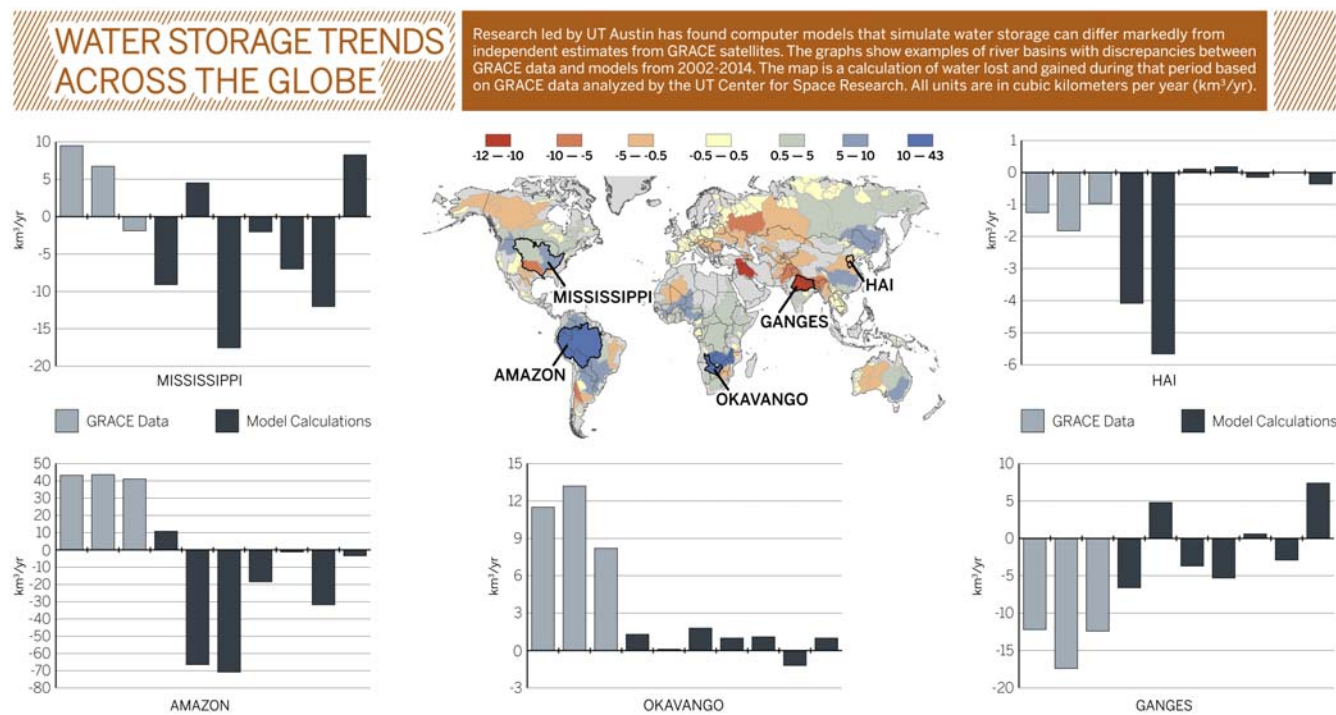 WATER STORAGE TRENDS
ACROSS THE GLOBE
Research led by UT Austin has found computer models that simulate water storage can differ markedly from
independent estimates from GRACE satellites. The graphs show examples of river basins with discrepancies between
GRACE data and models from 2002-2014. The map is a calculation of water lost and gained during that period based
on GRACE data analyzed by the UT Center for Space Research. All units are in cubic kilometers per year (km³/yr).
10
5
0
-5
-10
-15
-20
km³/yr
MISSISSIPPI
GRACE Data
Model Calculations
-12 — -10
-10 — -5
-5 — -0.5
-0.5 — 0.5
0.5 — 5
5 — 10
10 — 43
MISSISSIPPI
HAI
GANGES
AMAZON
OKAVANGO
1
0
-1
-2
-3
-4
-5
-6
km³/yr
HAI
GRACE Data
Model Calculations
50
40
30
20
10
0
-10
-20
-30
-40
-50
-60
-70
-80
km³/yr
AMAZON
15
12
9
6
3
0
-3
km³/yr
OKAVANGO
10
5
0
-5
-10
-15
-20
km³/yr
GANGES